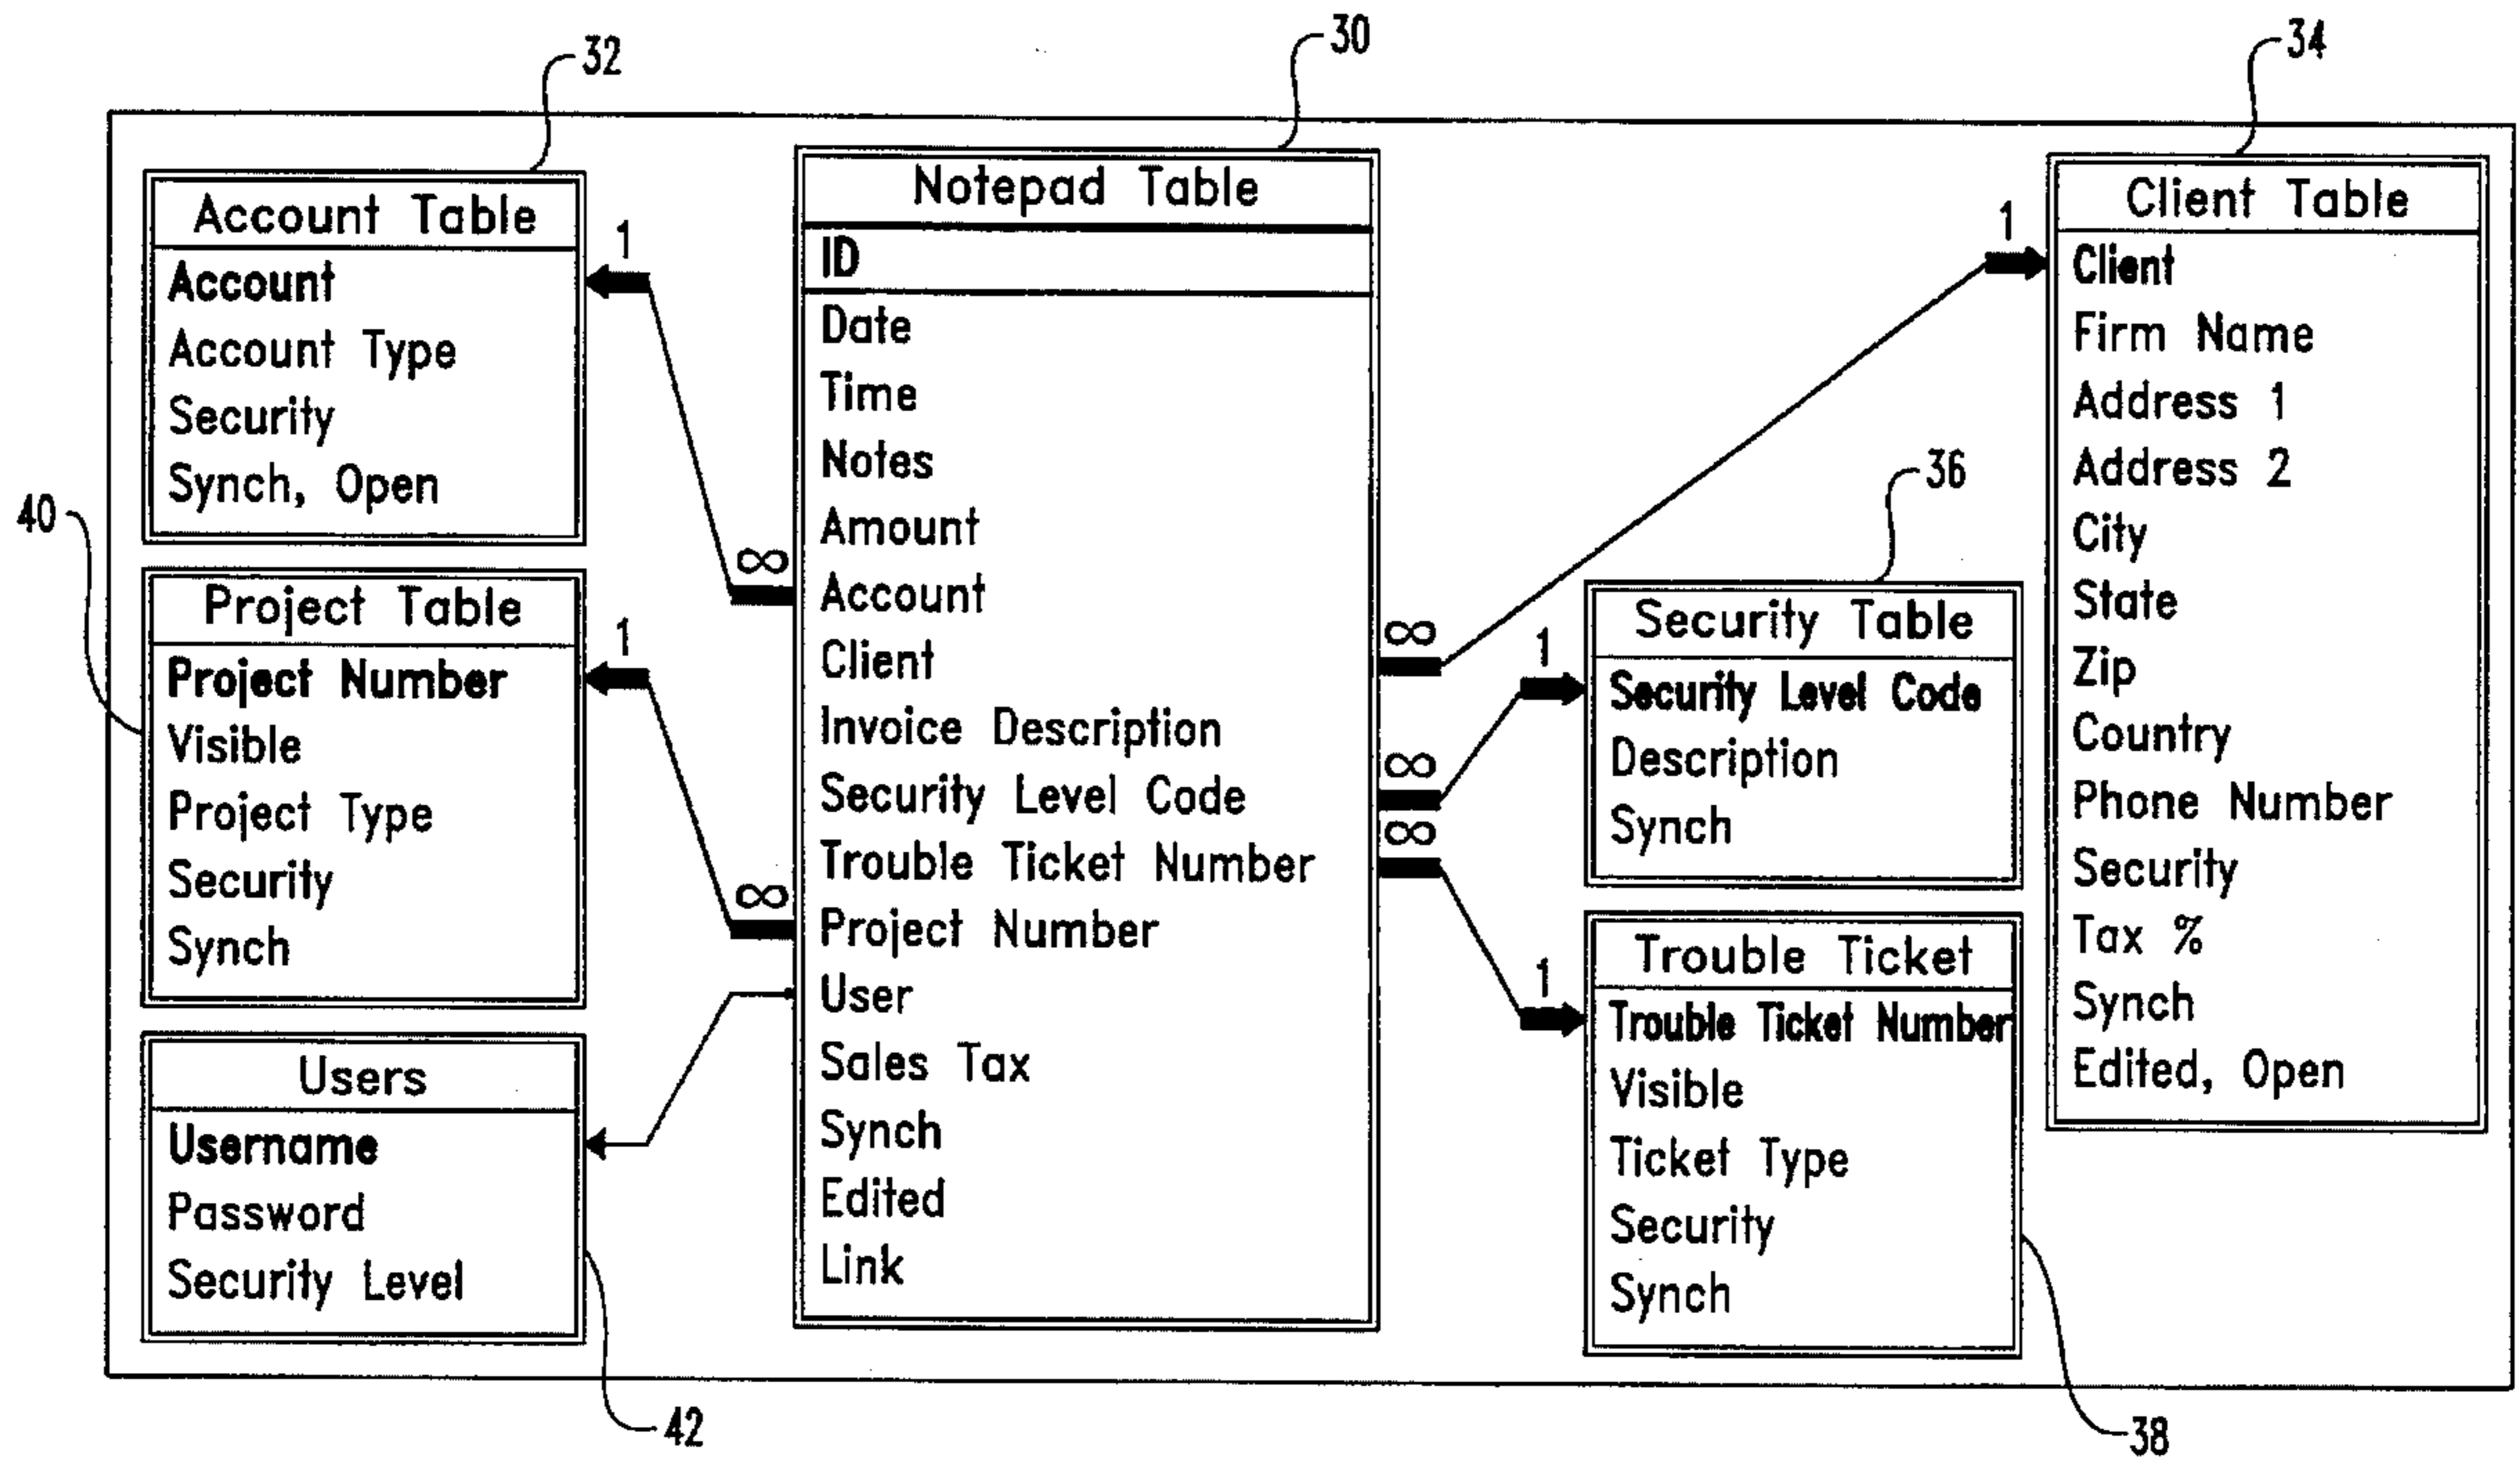 32
30
34
Account Table
Account
Account Type
Security
Synch, Open
40
Project Table
Project Number
Visible
Project Type
Security
Synch
Users
Username
Password
Security Level
42
1
∞
1
∞
Notepad Table
ID
Date
Time
Notes
Amount
Account
Client
Invoice Description
Security Level Code
Trouble Ticket Number
Project Number
User
Sales Tax
Synch
Edited
Link
∞
1
∞
1
∞
1
36
Security Table
Security Level Code
Description
Synch
Trouble Ticket
Trouble Ticket Number
Visible
Ticket Type
Security
Synch
38
Client Table
Client
Firm Name
Address 1
Address 2
City
State
Zip
Country
Phone Number
Security
Tax %
Synch
Edited, Open